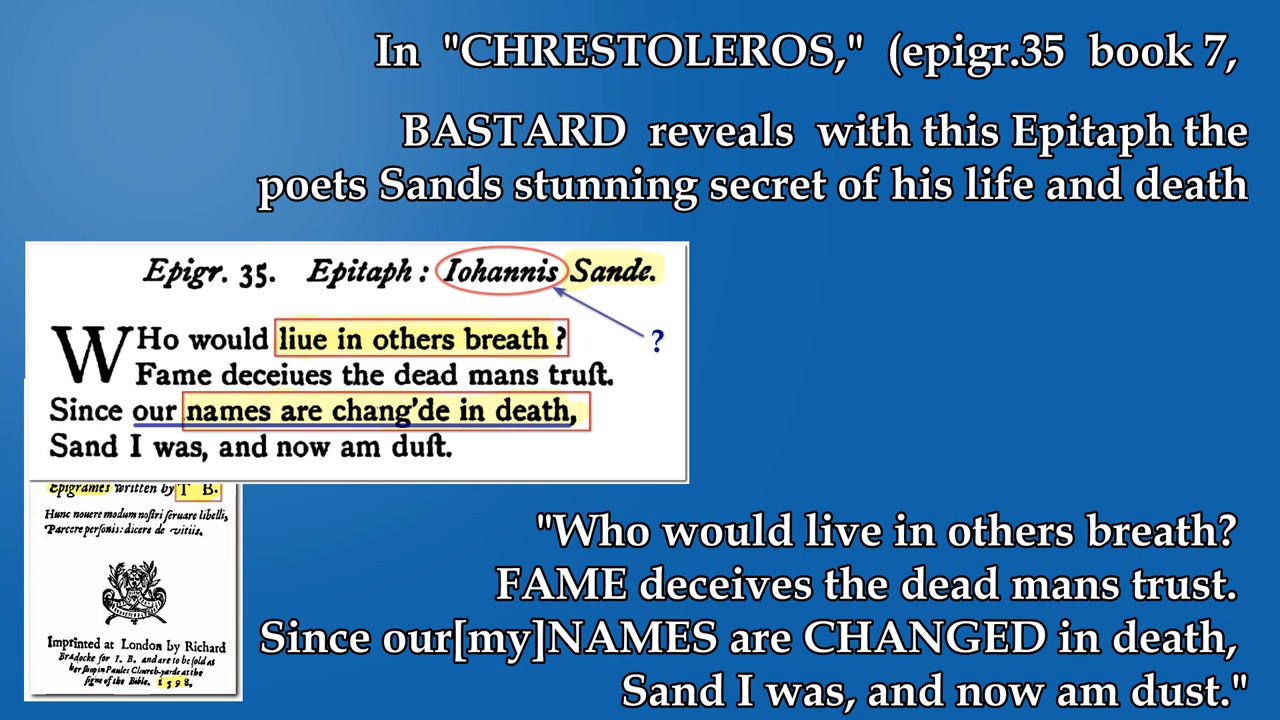 In "CHRESTOLEROS," (epigr.35 book 7,
BASTARD reveals with this Epitaph the
poets Sands stunning secret of his life and death
Epigr. 35. Epitaph : Iohannis Sande.
WHo would liue in others breath ?
Fame deceiues the dead mans truſt.
Since our names are chang'de in death,
Sand I was, and now am duſt.
?
Epigrames written by T B.
Hunc nouere modum noſtri ſeruare libelli,
Parcere perſonis: dicere de vitiis.
Imprinted at London by Richard
Bradocke for I. B. and are to be ſold at
her ſhop in Paules Church-yarde at the
ſigne of the Bible. 1598.
"Who would live in others breath?
FAME deceives the dead mans trust.
Since our[my]NAMES are CHANGED in death,
Sand I was, and now am dust."